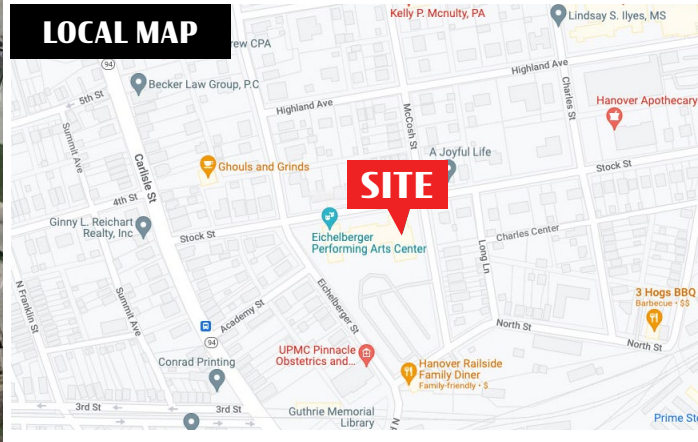 LOCAL MAP
Kelly P. Mcnulty, PA
Lindsay S. Ilyes, MS
rew CPA
94
Becker Law Group, P.C
5th St
Highland Ave
Highland Ave
Charles St
McCosh St
Hanover Apothecary
Summit Ave
Carlisle St
Ghouls and Grinds
A Joyful Life
Stock St
SITE
4th St
Ginny L. Reichart
Realty, Inc
Stock St
Eichelberger
Performing Arts Center
Long Ln
Charles Center
N Franklin St
Summit Ave
Eichelberger St
3 Hogs BBQ
Barbecue • $$
Academy St
North St
North St
94
UPMC Pinnacle
Obstetrics and...
Conrad Printing
Hanover Railside
Family Diner
Family-friendly • $
3rd St
3rd St
Guthrie Memorial
Library
N
Prime Ste